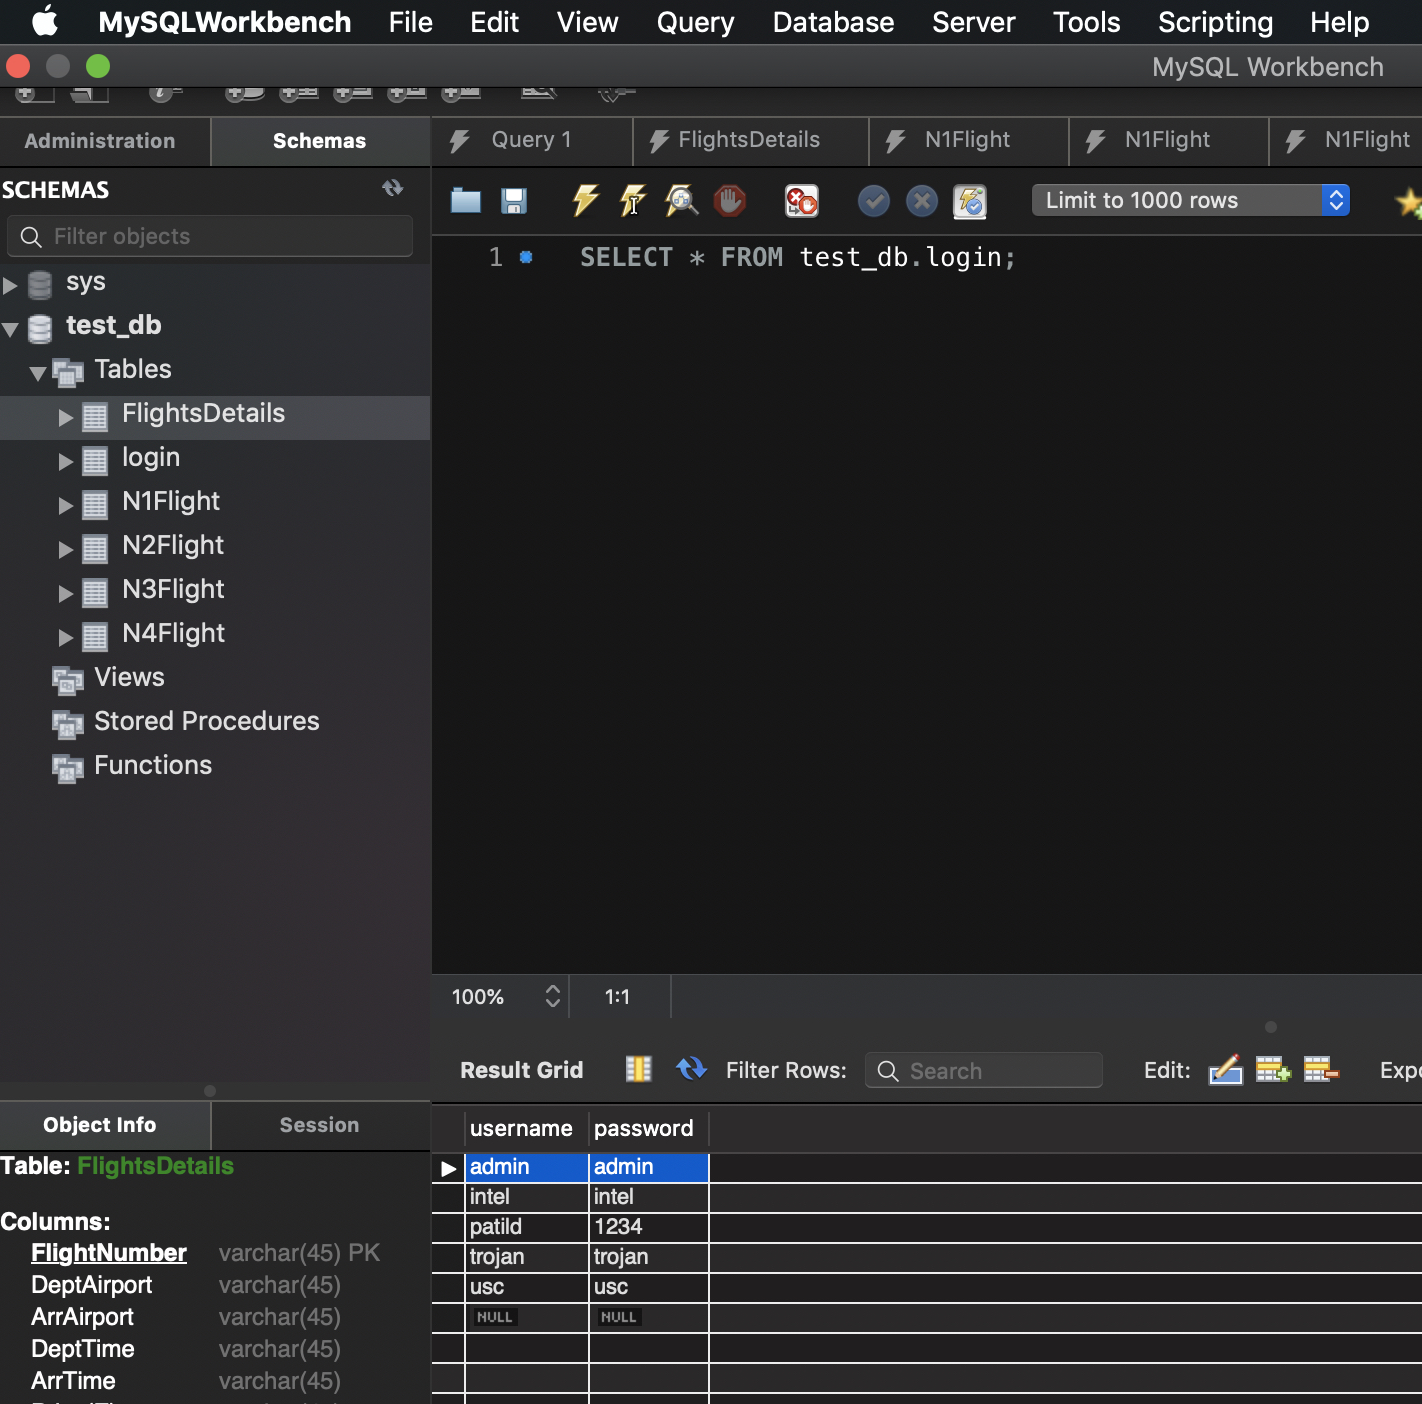 MySQLWorkbench File Edit View Query Database Server Tools Scripting Help
MySQL Workbench
Administration Schemas Query 1 FlightsDetails N1Flight N1Flight N1Flight
SCHEMAS
Limit to 1000 rows
Filter objects
1 SELECT * FROM test_db.login;
sys
test_db
Tables
FlightsDetails
login
N1Flight
N2Flight
N3Flight
N4Flight
Views
Stored Procedures
Functions
100% 1:1
Result Grid Filter Rows: Search Edit: Expo
Object Info Session
username password
Table: FlightsDetails
admin admin
intel intel
Columns:
patild 1234
FlightNumber varchar(45) PK
trojan trojan
DeptAirport varchar(45)
usc usc
ArrAirport varchar(45)
NULL NULL
DeptTime varchar(45)
ArrTime varchar(45)